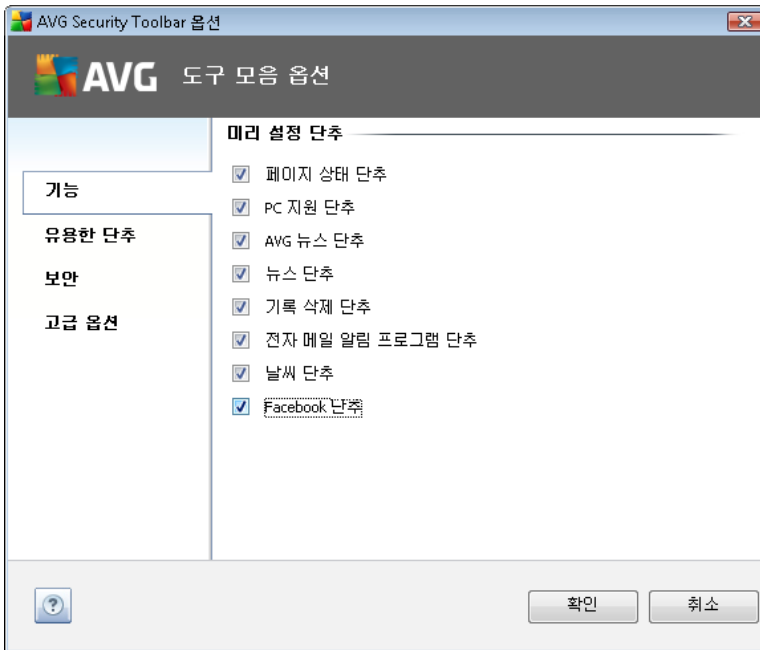 AVG Security Toolbar 옵션
AVG 도구 모음 옵션
미리 설정 단추
기능
유용한 단추
보안
고급 옵션
페이지 상태 단추
PC 지원 단추
AVG 뉴스 단추
뉴스 단추
기록 삭제 단추
전자 메일 알림 프로그램 단추
날씨 단추
Facebook 단추
?
확인
취소